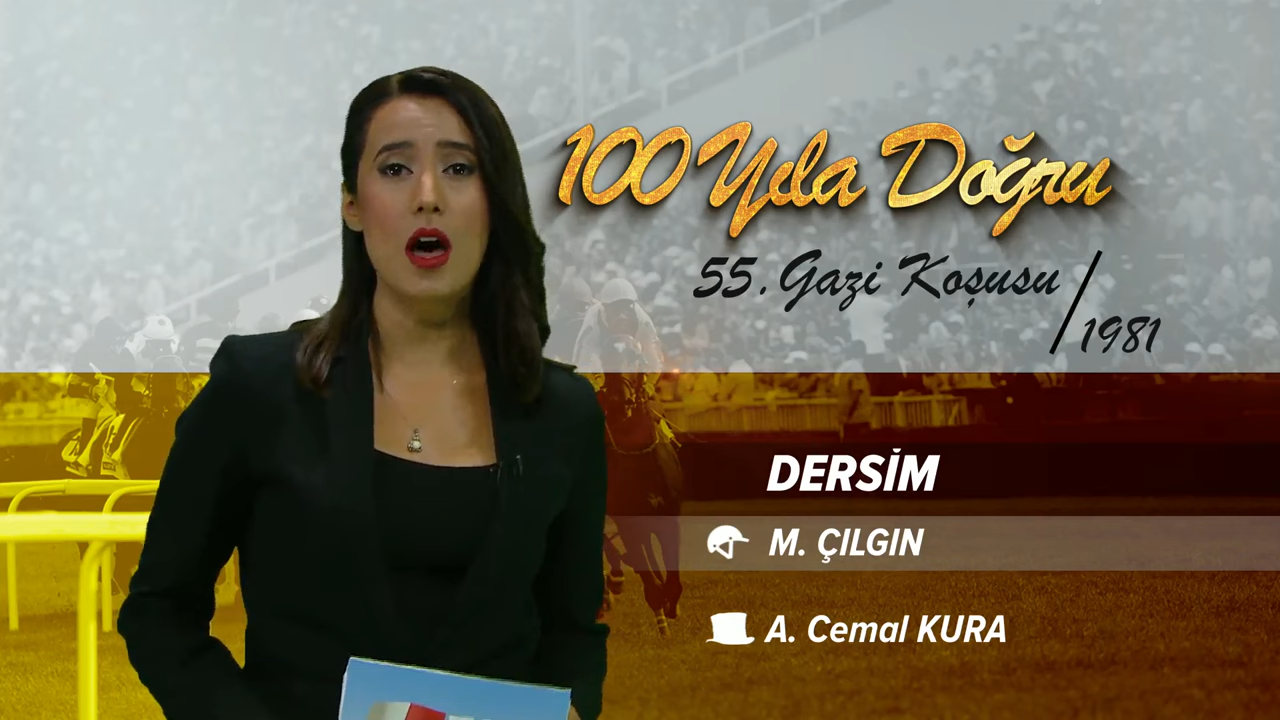 100 Yıla Doğru
55. Gazi Koşusu / 1981
DERSİM
M. ÇILGIN
A. Cemal KURA